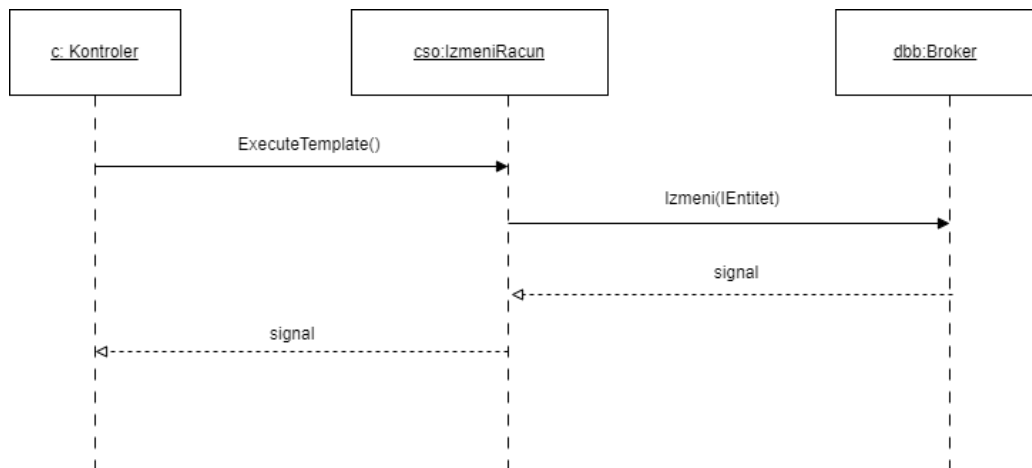 c: Kontroler
cso:IzmeniRacun
dbb:Broker
ExecuteTemplate()
Izmeni(IEntitet)
signal
signal